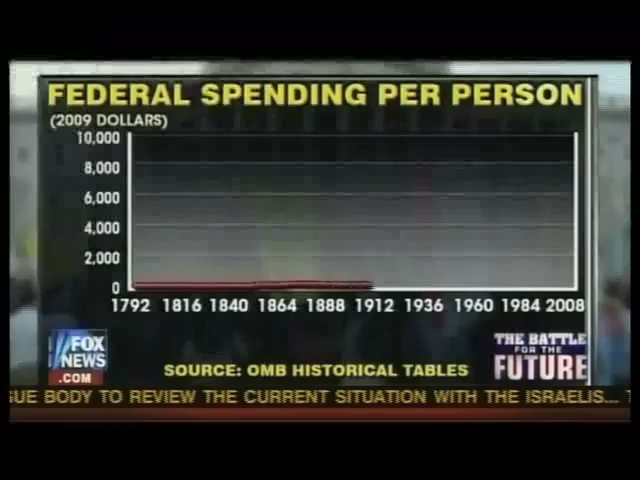 FEDERAL SPENDING PER PERSON
(2009 DOLLARS)
10,000
8,000
6,000
4,000
2,000
0
1792 1816 1840 1864 1888 1912 1936 1960 1984 2008
FOX
NEWS
.COM
SOURCE: OMB HISTORICAL TABLES
THE BATTLE
FOR THE
FUTURE
GUE BODY TO REVIEW THE CURRENT SITUATION WITH THE ISRAELIS... T